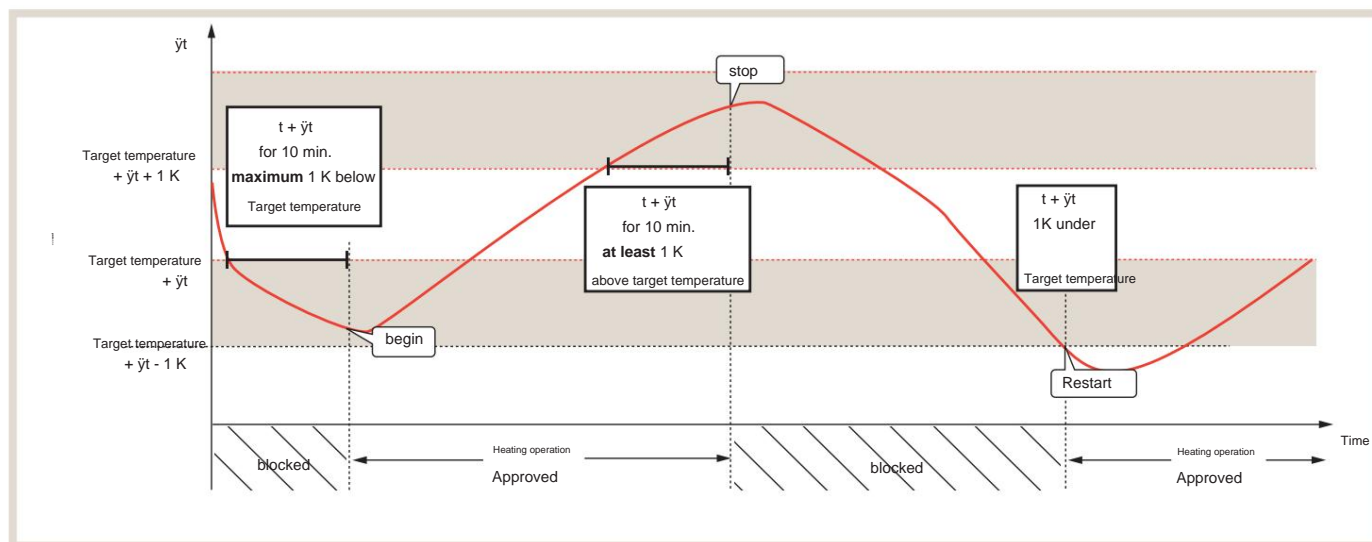 ÿt
stop
t + ÿt
for 10 min.
maximum 1 K below
Target temperature
Target temperature
+ ÿt + 1 K
t + ÿt
for 10 min.
at least 1 K
above target temperature
t + ÿt
1K under
Target temperature
Target temperature
+ ÿt
Target temperature
+ ÿt - 1 K
begin
Restart
Time
blocked
Heating operation
Approved
blocked
Heating operation
Approved